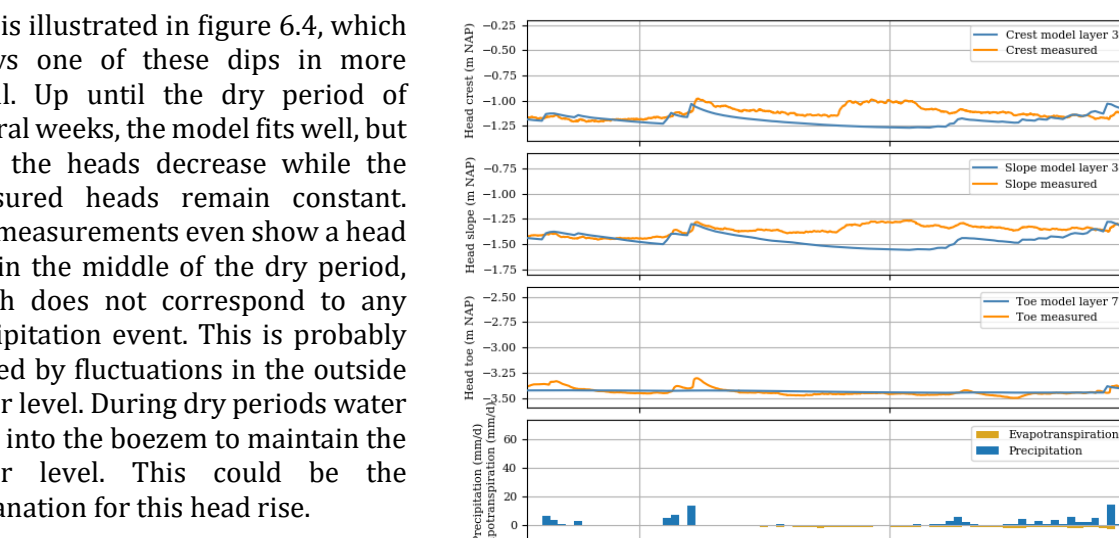 is illustrated in figure 6.4, which
one of these dips in more
Up until the dry period of
weeks, the model fits well, but
the heads decrease while the
heads remain constant.
measurements even show a head
in the middle of the dry period,
does not correspond to any
event. This is probably
by fluctuations in the outside
level. During dry periods water
into the boezem to maintain the
level. This could be the
for this head rise.
Head crest (m NAP)
−0.25
−0.50
−0.75
−1.00
−1.25
Crest model layer 3
Crest measured
Head slope (m NAP)
−0.75
−1.00
−1.25
−1.50
−1.75
Slope model layer 3
Slope measured
Head toe (m NAP)
−2.50
−2.75
−3.00
−3.25
3.50
Toe model layer 7
Toe measured
Precipitation (mm/d)
potranspiration (mm/d)
60
40
20
0
Evapotranspiration
Precipitation